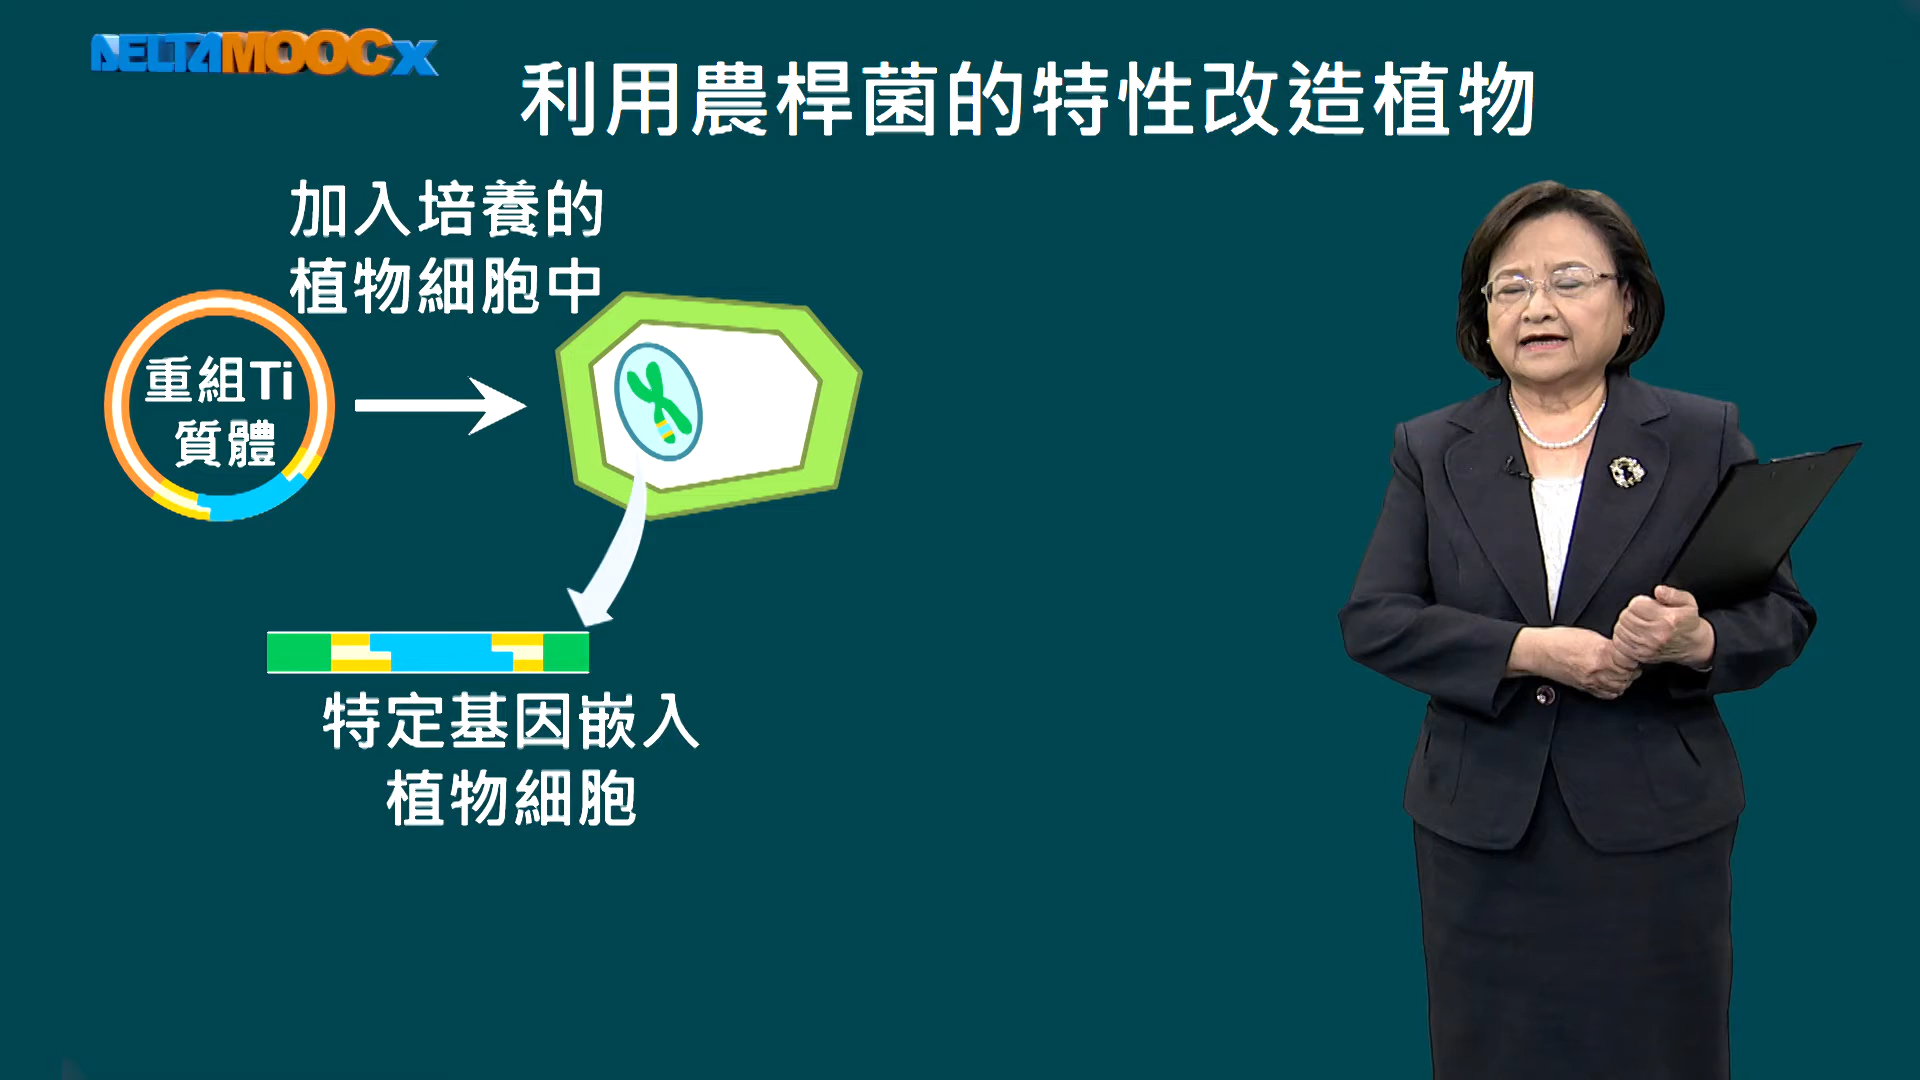 DELTAMOOCx
利用農桿菌的特性改造植物
加入培養的
植物細胞中
重組Ti
質體
特定基因嵌入
植物細胞